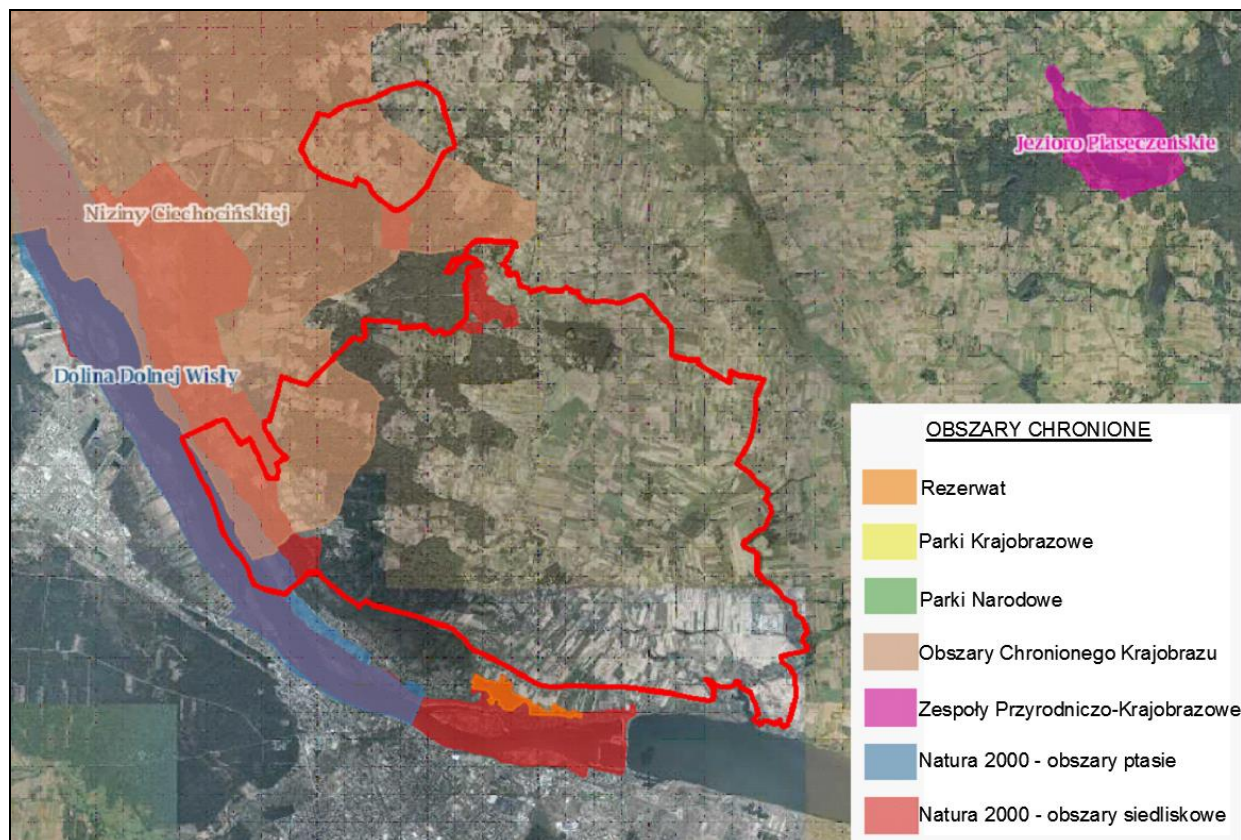 Jezioro Piaseczeńskie
Niziny Ciechocińskiej
Dolina Dolnej Wisły
OBSZARY CHRONIONE
Rezerwat
Parki Krajobrazowe
Parki Narodowe
Obszary Chronionego Krajobrazu
Zespoły Przyrodniczo-Krajobrazowe
Natura 2000 - obszary ptasie
Natura 2000 - obszary siedliskowe